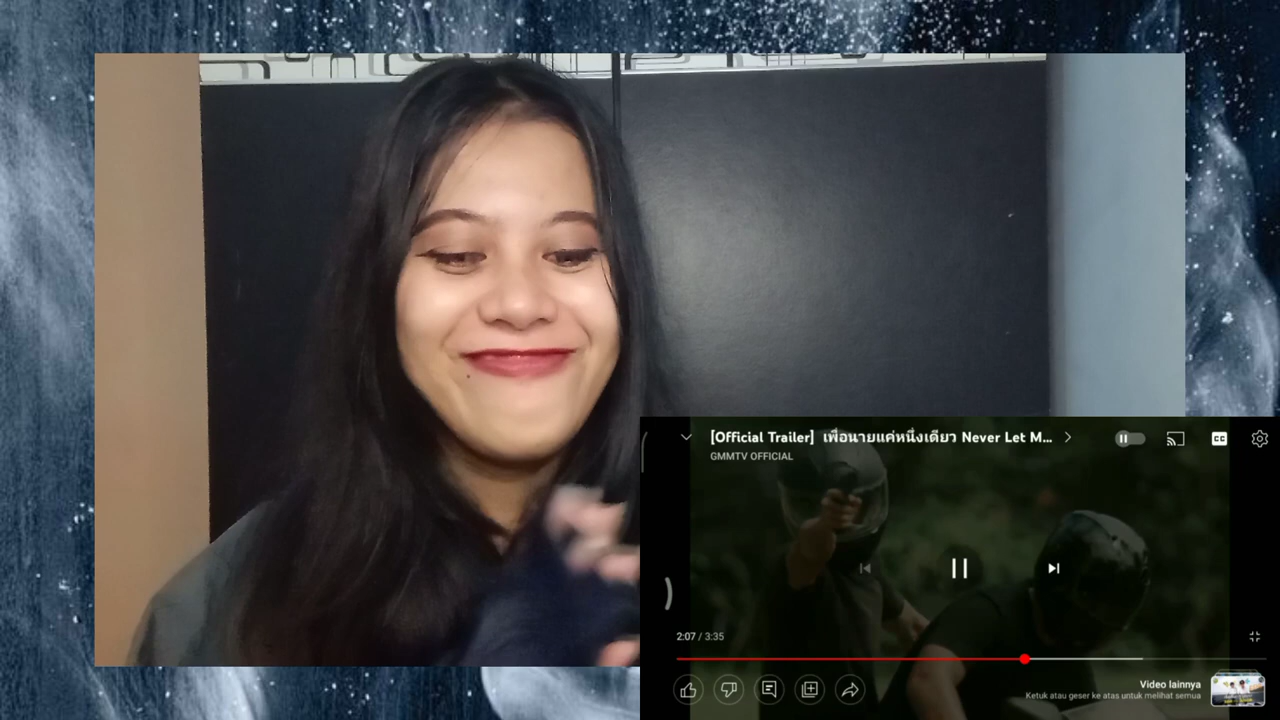 [Official Trailer] เพื่อนายแค่หนึ่งเดียว Never Let M...
GMMTV OFFICIAL
CC
2:07 / 3:35
Video lainnya
Ketuk atau geser ke atas untuk melihat semua